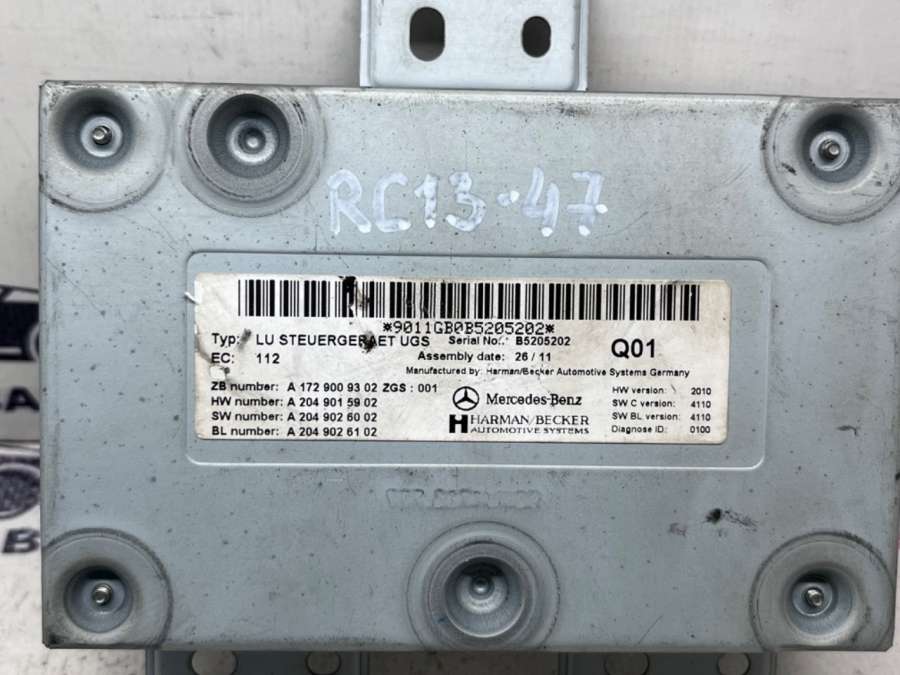 RC13-47
*9011GB0B5205202*
Typ: LU STEUERGERAET UGS Serial No.: B5205202
EC: 112 Assembly date: 26/11 Q01
Manufactured by: Harman/Becker Automotive Systems Germany
ZB number: A 172 900 93 02 ZGS : 001
HW number: A 204 901 59 02
SW number: A 204 902 60 02
BL number: A 204 902 61 02
Mercedes-Benz
HARMAN/BECKER
AUTOMOTIVE SYSTEMS
HW version: 2010
SW C version: 4110
SW BL version: 4110
Diagnose ID: 0100